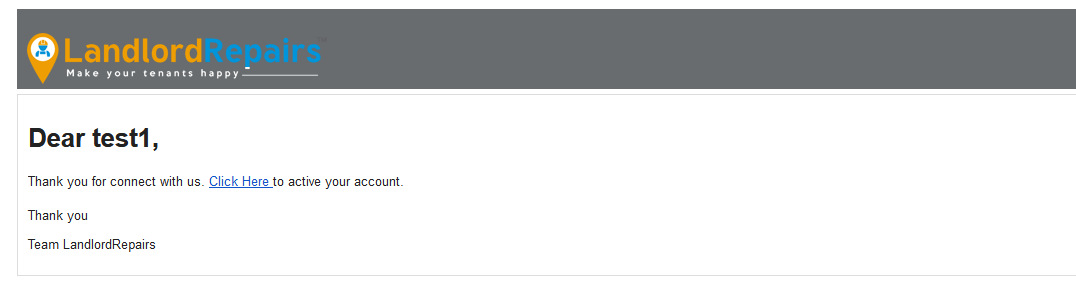 LandlordRepairs™
Make your tenants happy
Dear test1,
Thank you for connect with us. Click Here to active your account.
Thank you
Team LandlordRepairs